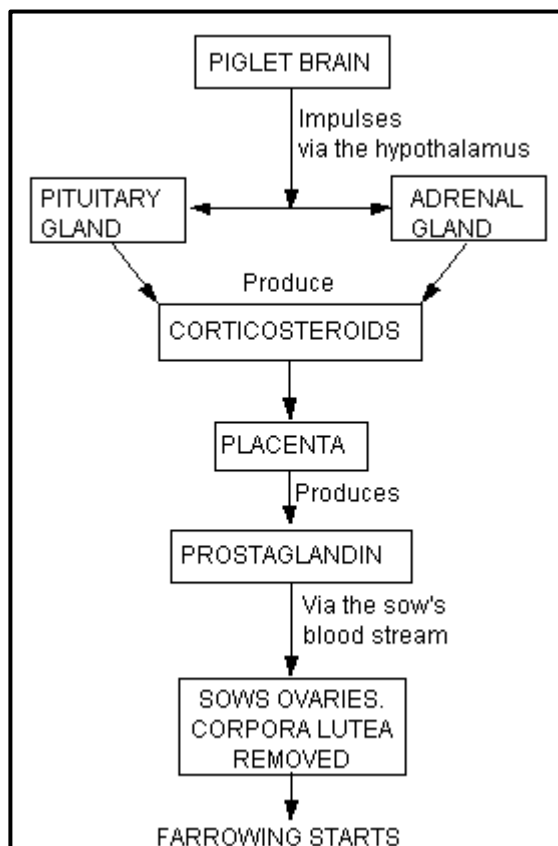 PIGLET BRAIN
Impulses
via the hypothalamus
PITUITARY
GLAND
ADRENAL
GLAND
Produce
CORTICOSTEROIDS
PLACENTA
Produces
PROSTAGLANDIN
Via the sow's
blood stream
SOWS OVARIES.
CORPORA LUTEA
REMOVED
FARROWING STARTS